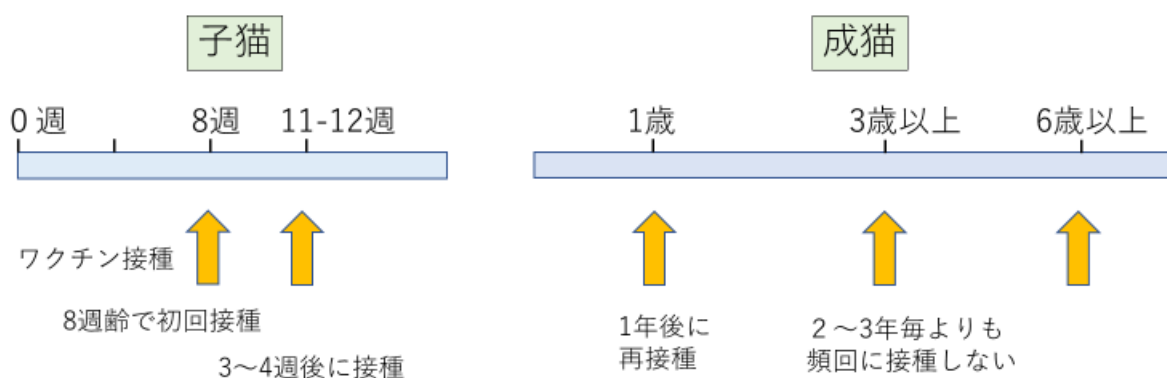 子猫
成猫
0 週
8週
11-12週
1歳
3歳以上
6歳以上
ワクチン接種
8週齢で初回接種
3〜4週後に接種
1年後に
再接種
２〜3年毎よりも
頻回に接種しない